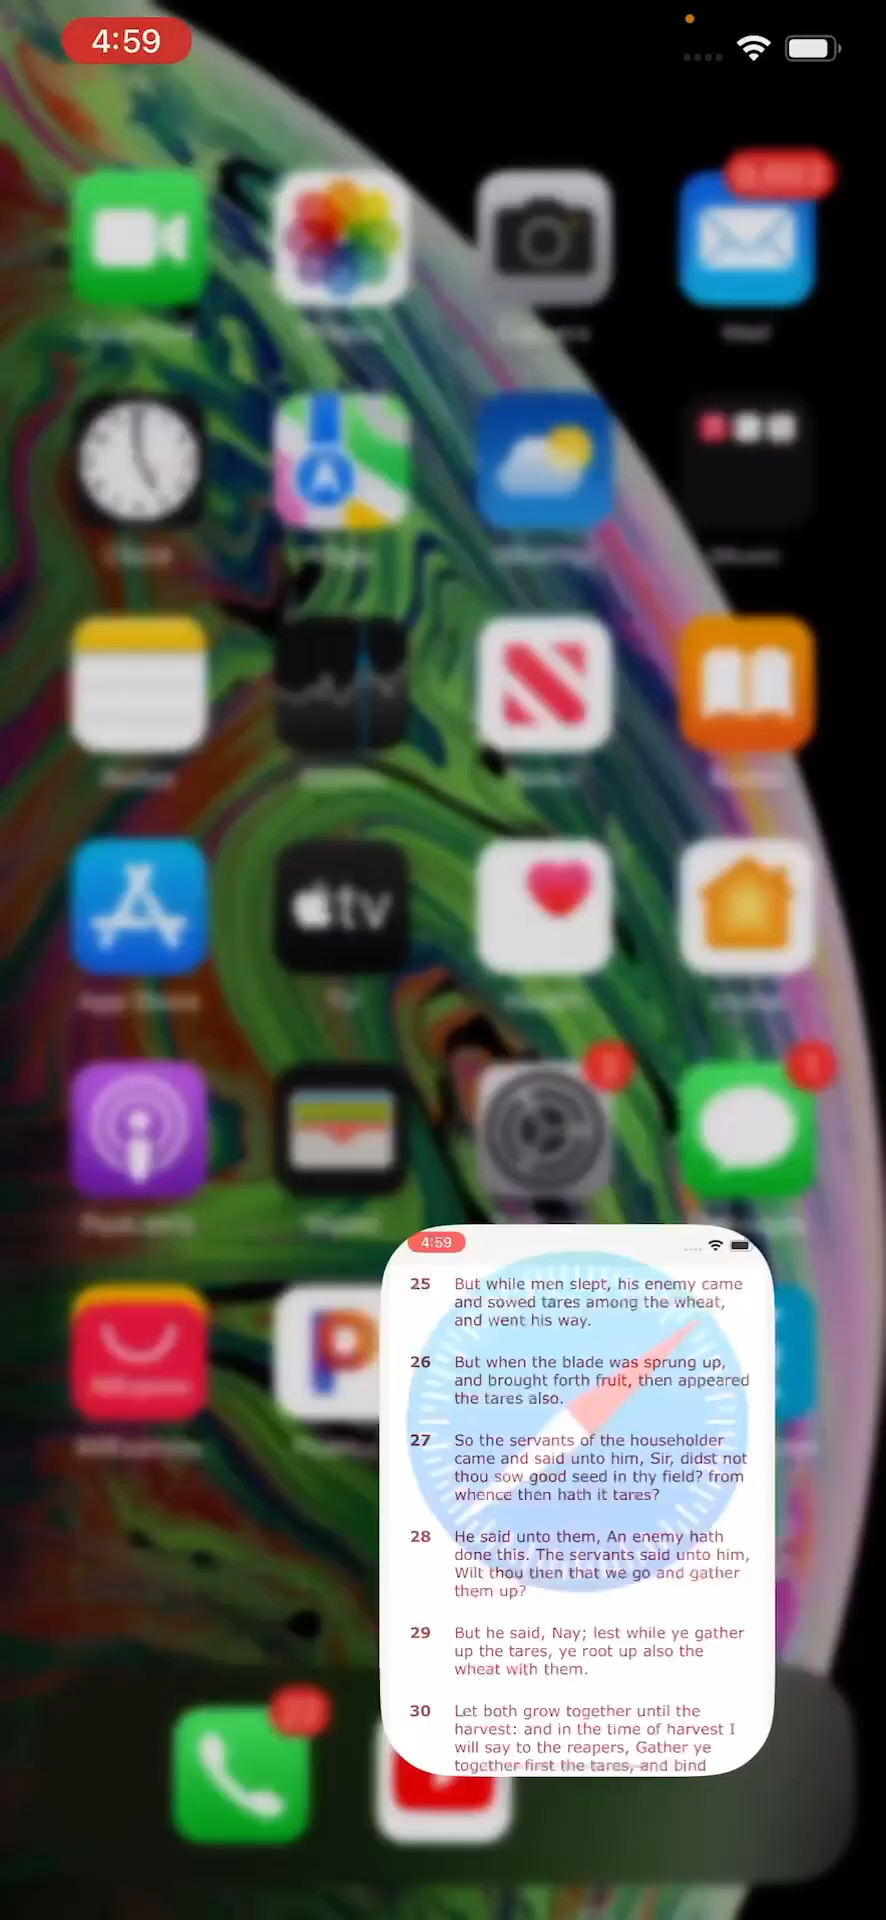 4:59
tv
4:59
25 But while men slept, his enemy came
and sowed tares among the wheat,
and went his way.
26 But when the blade was sprung up,
and brought forth fruit, then appeared
the tares also.
27 So the servants of the householder
came and said unto him, Sir, didst not
thou sow good seed in thy field? from
whence then hath it tares?
28 He said unto them, An enemy hath
done this. The servants said unto him,
Wilt thou then that we go and gather
them up?
29 But he said, Nay; lest while ye gather
up the tares, ye root up also the
wheat with them.
30 Let both grow together until the
harvest: and in the time of harvest I
will say to the reapers, Gather ye
together first the tares, and bind